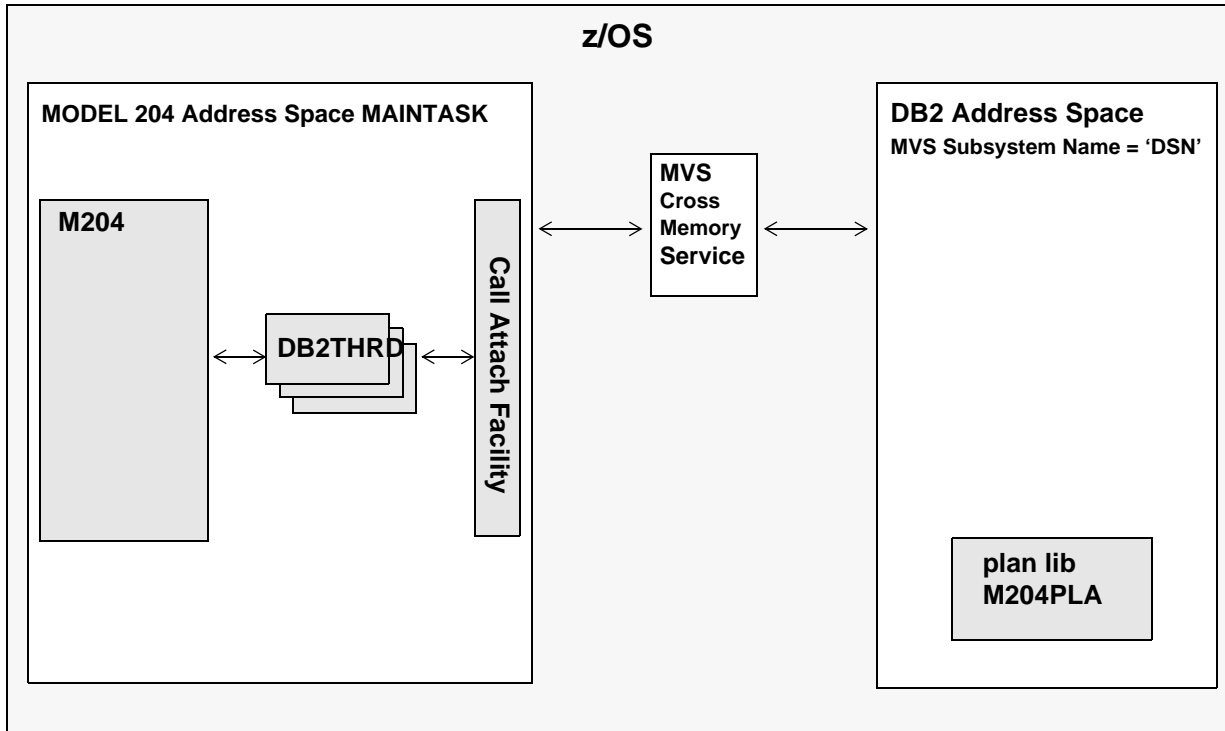 z/OS
MODEL 204 Address Space MAINTASK
M204
DB2THRD
Call Attach Facility
MVS
Cross
Memory
Service
DB2 Address Space
MVS Subsystem Name = ‘DSN’
plan lib
M204PLA